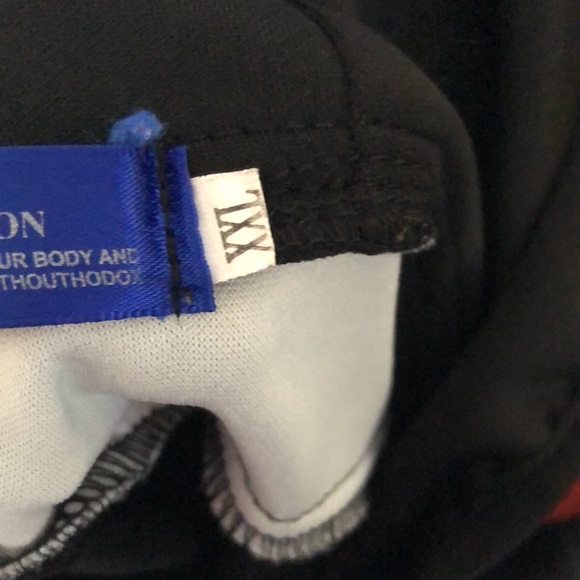 ON
UR BODY AND
THOUTHODOX
XXL